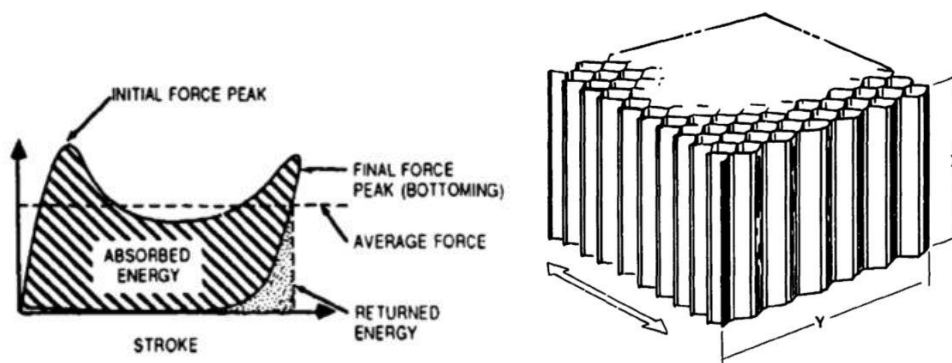 INITIAL FORCE PEAK
FINAL FORCE
PEAK (BOTTOMING)
AVERAGE FORCE
ABSORBED
ENERGY
RETURNED
ENERGY
STROKE
Y